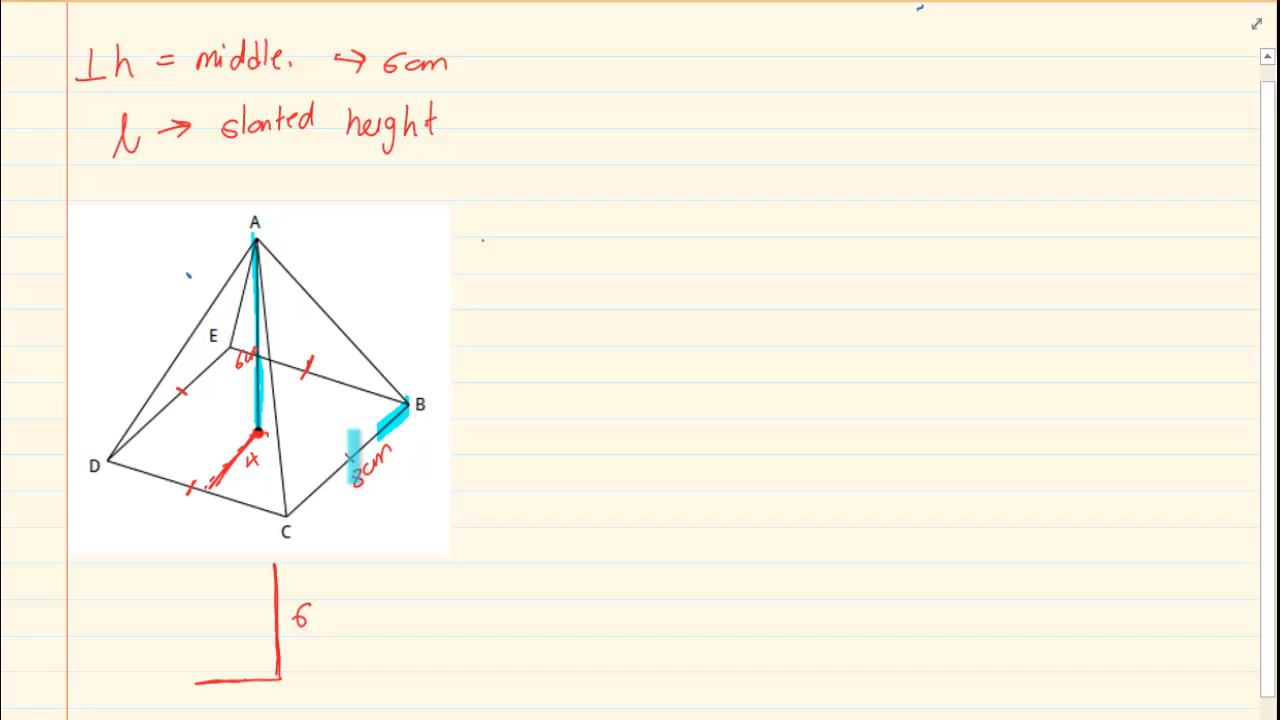 ⊥h = middle. → 6cm
l → slanted height
A
E
6cm
B
4
8cm
D
C
6